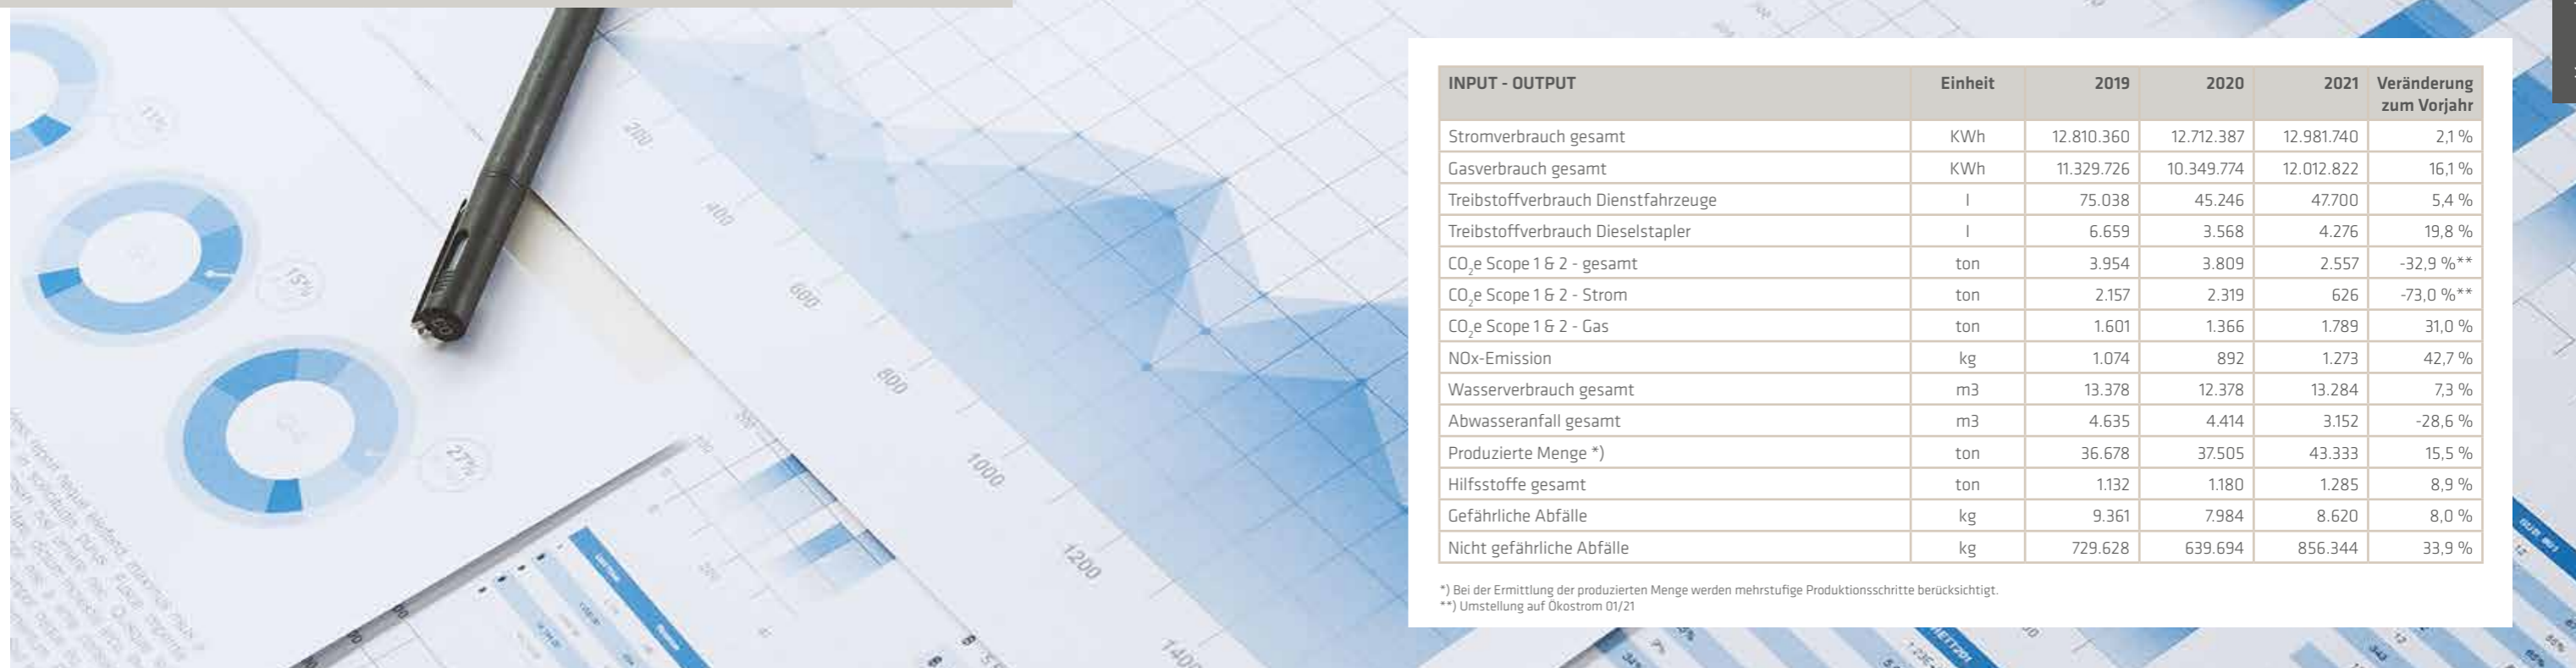 INPUT - OUTPUT Einheit 2019 2020 2021 Veränderung zum Vorjahr
Stromverbrauch gesamt KWh 12.810.360 12.712.387 12.981.740 2,1 %
Gasverbrauch gesamt KWh 11.329.726 10.349.774 12.012.822 16,1 %
Treibstoffverbrauch Dienstfahrzeuge l 75.038 45.246 47.700 5,4 %
Treibstoffverbrauch Dieselstapler l 6.659 3.568 4.276 19,8 %
CO₂e Scope 1 & 2 - gesamt ton 3.954 3.809 2.557 -32,9 %**
CO₂e Scope 1 & 2 - Strom ton 2.157 2.319 626 -73,0 %**
CO₂e Scope 1 & 2 - Gas ton 1.601 1.366 1.789 31,0 %
NOx-Emission kg 1.074 892 1.273 42,7 %
Wasserverbrauch gesamt m3 13.378 12.378 13.284 7,3 %
Abwasseranfall gesamt m3 4.635 4.414 3.152 -28,6 %
Produzierte Menge *) ton 36.678 37.505 43.333 15,5 %
Hilfsstoffe gesamt ton 1.132 1.180 1.285 8,9 %
Gefährliche Abfälle kg 9.361 7.984 8.620 8,0 %
Nicht gefährliche Abfälle kg 729.628 639.694 856.344 33,9 %
*) Bei der Ermittlung der produzierten Menge werden mehrstufige Produktionsschritte berücksichtigt.
**) Umstellung auf Ökostrom 01/21
11%
15%
27%
200
400
600
800
1000
1200
1400